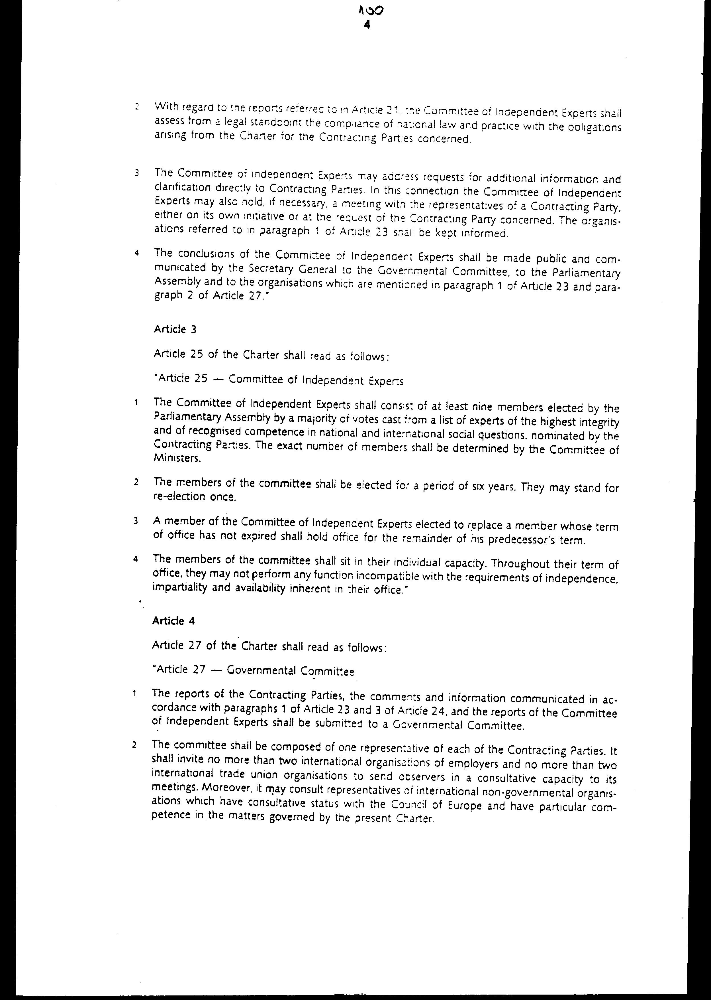 100
4
2 With regard to the reports referred to in Article 21, the Committee of Independent Experts shall
assess from a legal standpoint the compliance of national law and practice with the obligations
arising from the Charter for the Contracting Parties concerned.
3 The Committee of Independent Experts may address requests for additional information and
clarification directly to Contracting Parties. In this connection the Committee of Independent
Experts may also hold, if necessary, a meeting with the representatives of a Contracting Party,
either on its own initiative or at the request of the Contracting Party concerned. The organis-
ations referred to in paragraph 1 of Article 23 shall be kept informed.
4 The conclusions of the Committee of Independent Experts shall be made public and com-
municated by the Secretary General to the Governmental Committee, to the Parliamentary
Assembly and to the organisations which are mentioned in paragraph 1 of Article 23 and para-
graph 2 of Article 27."
Article 3
Article 25 of the Charter shall read as follows:
"Article 25 — Committee of Independent Experts
1 The Committee of Independent Experts shall consist of at least nine members elected by the
Parliamentary Assembly by a majority of votes cast from a list of experts of the highest integrity
and of recognised competence in national and international social questions, nominated by the
Contracting Parties. The exact number of members shall be determined by the Committee of
Ministers.
2 The members of the committee shall be elected for a period of six years. They may stand for
re-election once.
3 A member of the Committee of Independent Experts elected to replace a member whose term
of office has not expired shall hold office for the remainder of his predecessor's term.
4 The members of the committee shall sit in their individual capacity. Throughout their term of
office, they may not perform any function incompatible with the requirements of independence,
impartiality and availability inherent in their office."
Article 4
Article 27 of the Charter shall read as follows:
"Article 27 — Governmental Committee
1 The reports of the Contracting Parties, the comments and information communicated in ac-
cordance with paragraphs 1 of Article 23 and 3 of Article 24, and the reports of the Committee
of Independent Experts shall be submitted to a Governmental Committee.
2 The committee shall be composed of one representative of each of the Contracting Parties. It
shall invite no more than two international organisations of employers and no more than two
international trade union organisations to send observers in a consultative capacity to its
meetings. Moreover, it may consult representatives of international non-governmental organis-
ations which have consultative status with the Council of Europe and have particular com-
petence in the matters governed by the present Charter.